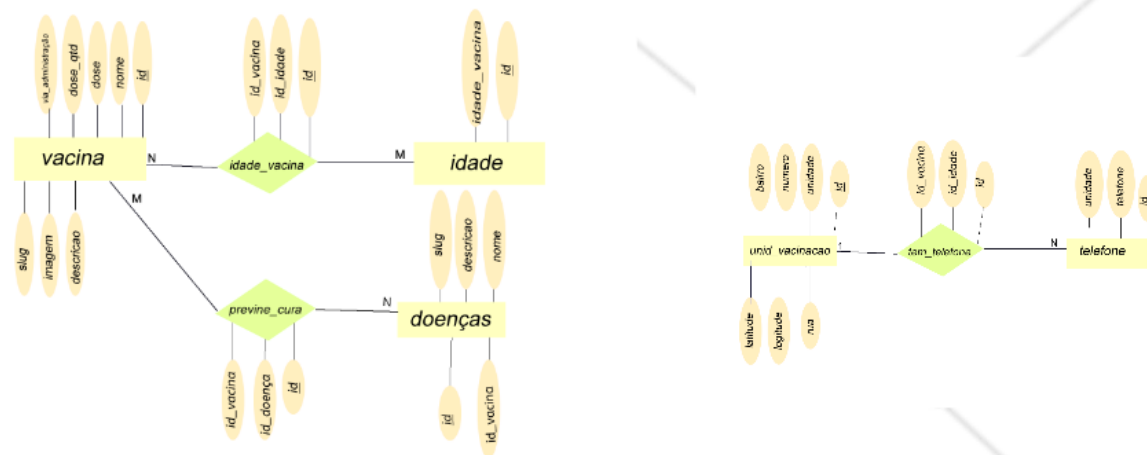 via_administração
dose_qtd
dose
nome
id
vacina
N
M
slug
imagem
descricao
id_vacina
id_idade
id
idade_vacina
M
idade_vacina
id
idade
previne_cura
N
id_vacina
id_doença
id
slug
descricao
nome
doenças
id
id_vacina
bairro
numero
unidade
id
unid_vacinacao
latitude
logitude
rua
id_vacina
id_idade
id
tem_telefone
N
unidade
telefone
id
telefone